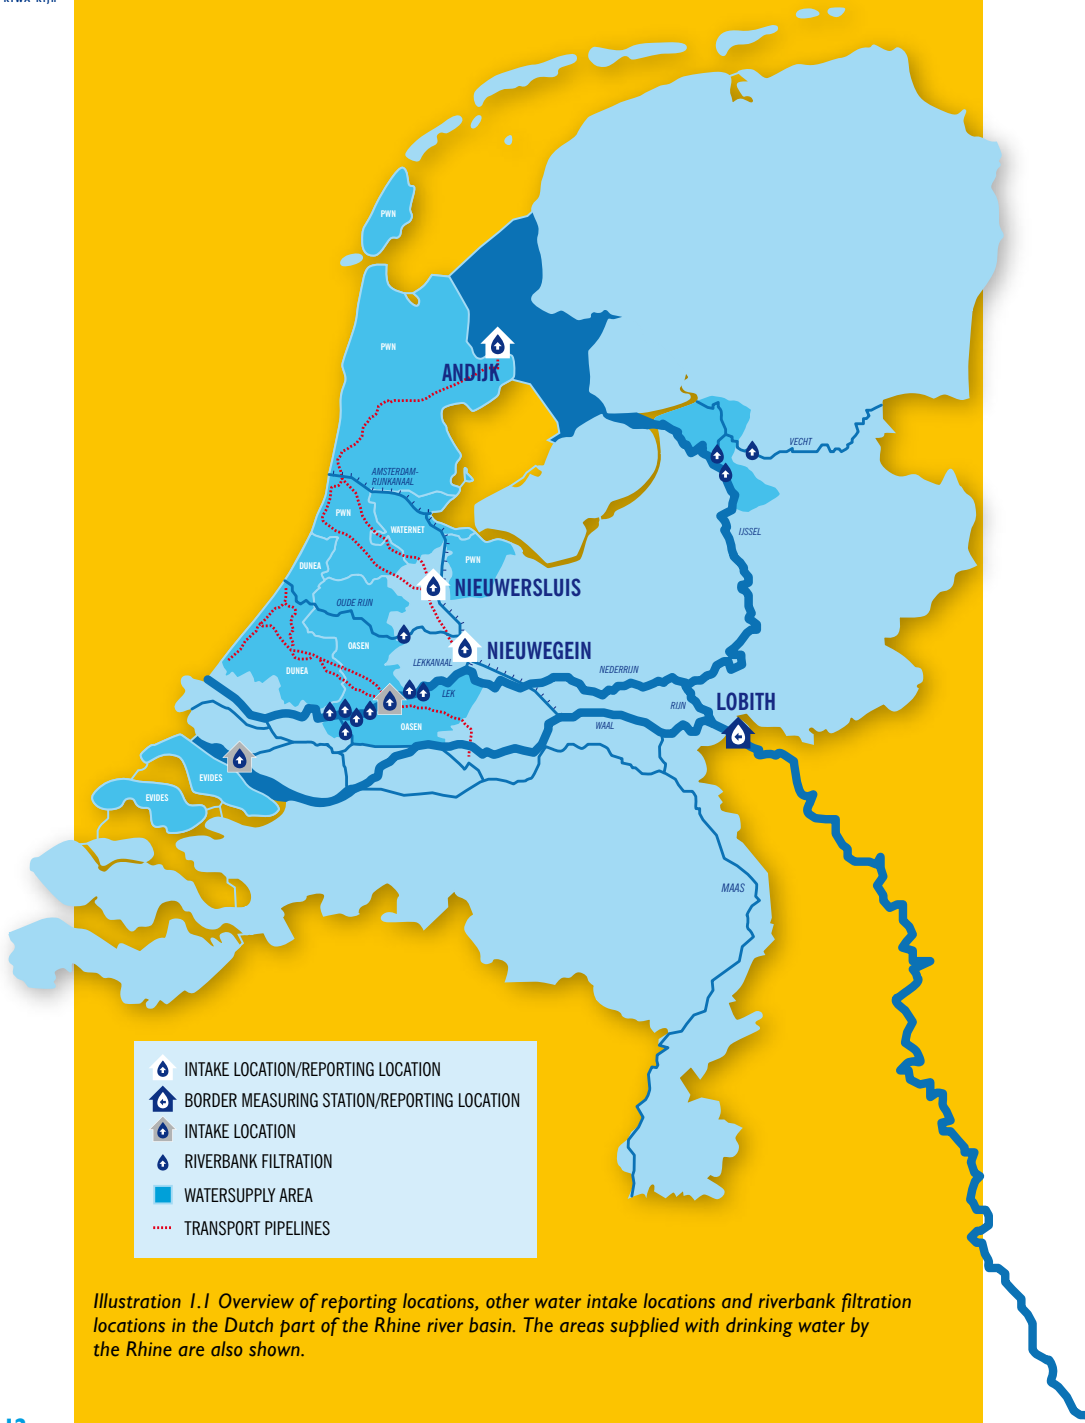 PWN
PWN
ANDIJK
AMSTERDAM-
RIJNKANAAL
VECHT
PWN
WATERNET
IJSSEL
PWN
DUNEA
NIEUWERSLUIS
OUDE RIJN
OASEN
NIEUWEGEIN
LEKKANAAL
DUNEA
NEDERRIJN
LEK
RIJN
LOBITH
OASEN
WAAL
EVIDES
EVIDES
MAAS
INTAKE LOCATION/REPORTING LOCATION
BORDER MEASURING STATION/REPORTING LOCATION
INTAKE LOCATION
RIVERBANK FILTRATION
WATERSUPPLY AREA
TRANSPORT PIPELINES
Illustration 1.1 Overview of reporting locations, other water intake locations and riverbank filtration
locations in the Dutch part of the Rhine river basin. The areas supplied with drinking water by
the Rhine are also shown.